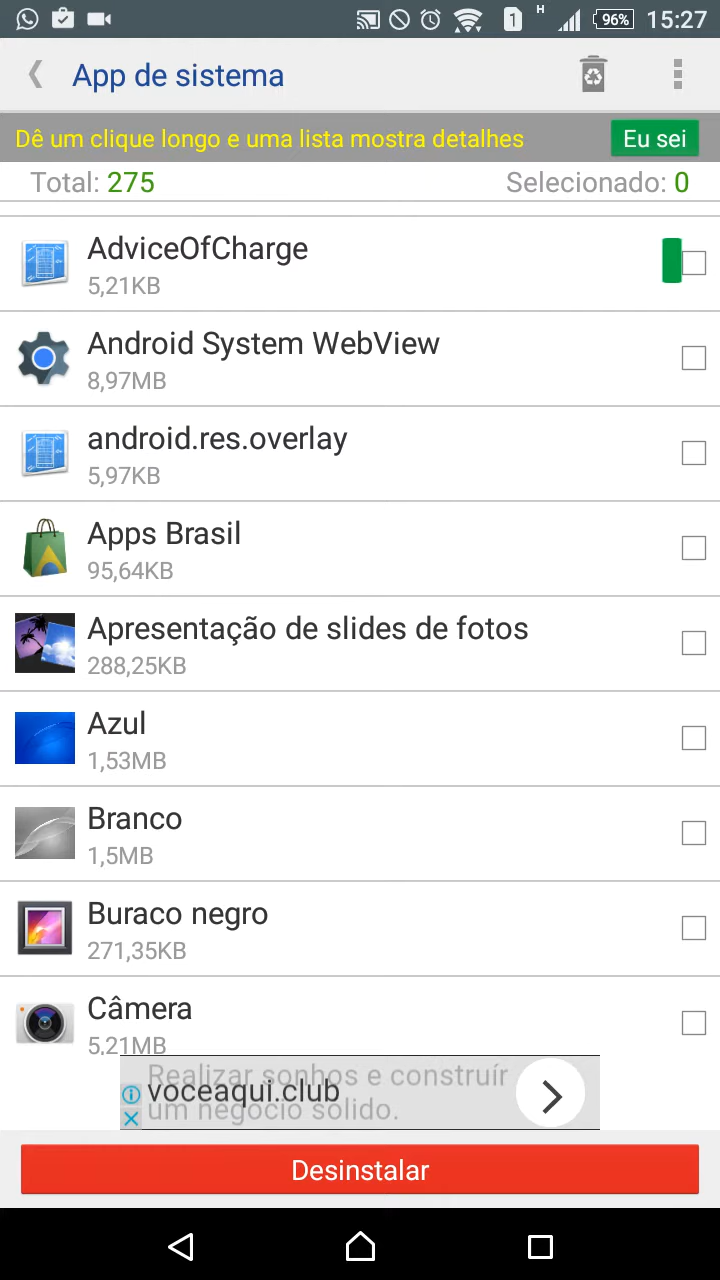 1 H 96% 15:27
App de sistema
Dê um clique longo e uma lista mostra detalhes Eu sei
Total: 275 Selecionado: 0
AdviceOfCharge
5,21KB
Android System WebView
8,97MB
android.res.overlay
5,97KB
Apps Brasil
95,64KB
Apresentação de slides de fotos
288,25KB
Azul
1,53MB
Branco
1,5MB
Buraco negro
271,35KB
Câmera
5,21MB
Realizar sonhos e construír
voceaqui.club
um negócio sólido.
Desinstalar